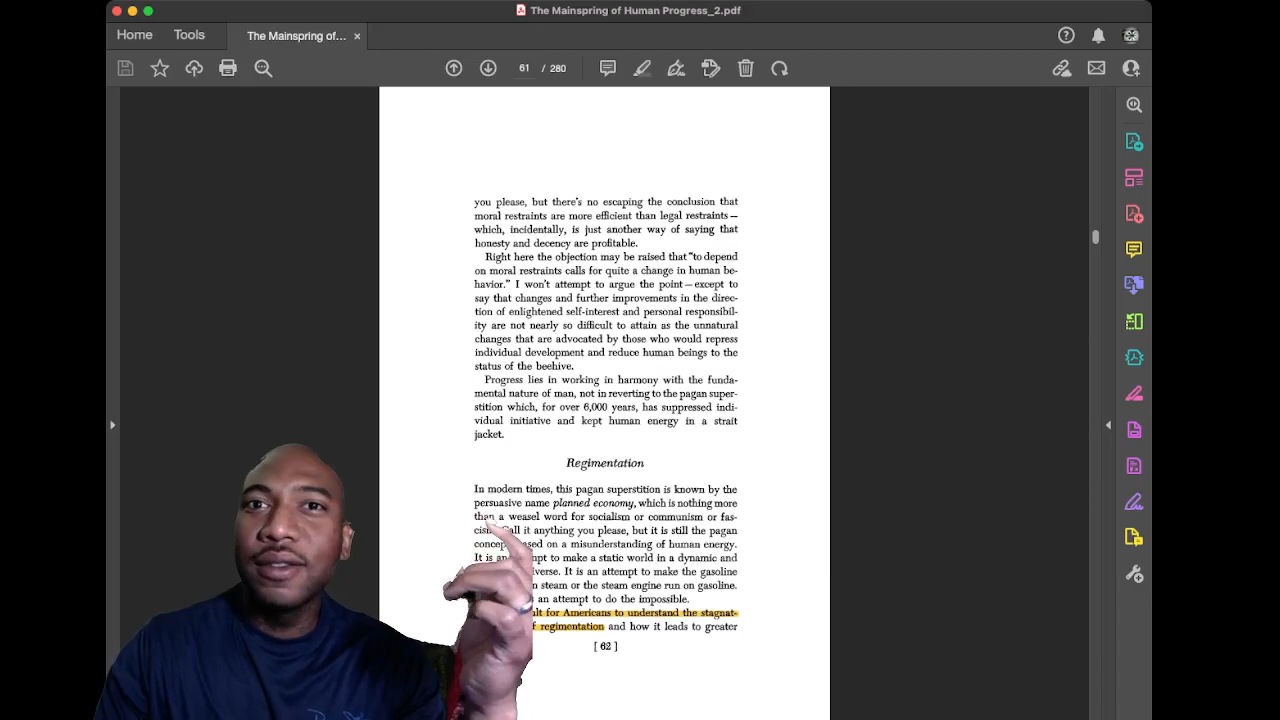 The Mainspring of Human Progress_2.pdf
Home Tools The Mainspring of... ×
61 / 280
you please, but there's no escaping the conclusion that
moral restraints are more efficient than legal restraints—
which, incidentally, is just another way of saying that
honesty and decency are profitable.
Right here the objection may be raised that "to depend
on moral restraints calls for quite a change in human be-
havior." I won't attempt to argue the point—except to
say that changes and further improvements in the direc-
tion of enlightened self-interest and personal responsibil-
ity are not nearly so difficult to attain as the unnatural
changes that are advocated by those who would repress
individual development and reduce human beings to the
status of the beehive.
Progress lies in working in harmony with the funda-
mental nature of man, not in reverting to the pagan super-
stition which, for over 6,000 years, has suppressed indi-
vidual initiative and kept human energy in a strait
jacket.
Regimentation
In modern times, this pagan superstition is known by the
persuasive name planned economy, which is nothing more
than a weasel word for socialism or communism or fas-
Call it anything you please, but it is still the pagan
on a misunderstanding of human energy.
It is to make a static world in a dynamic and
It is an attempt to make the gasoline
steam or the steam engine run on gasoline.
an attempt to do the impossible.
for Americans to understand the stagnat-
regimentation and how it leads to greater
[ 62 ]